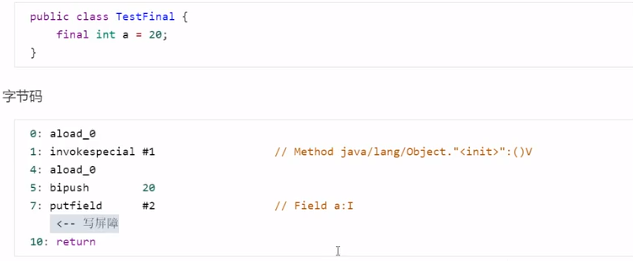 public class TestFinal {
final int a = 20;
}
字节码
0: aload_0
1: invokespecial #1 // Method java/lang/Object."<init>":()V
4: aload_0
5: bipush 20
7: putfield #2 // Field a:I
<-- 写屏障
10: return